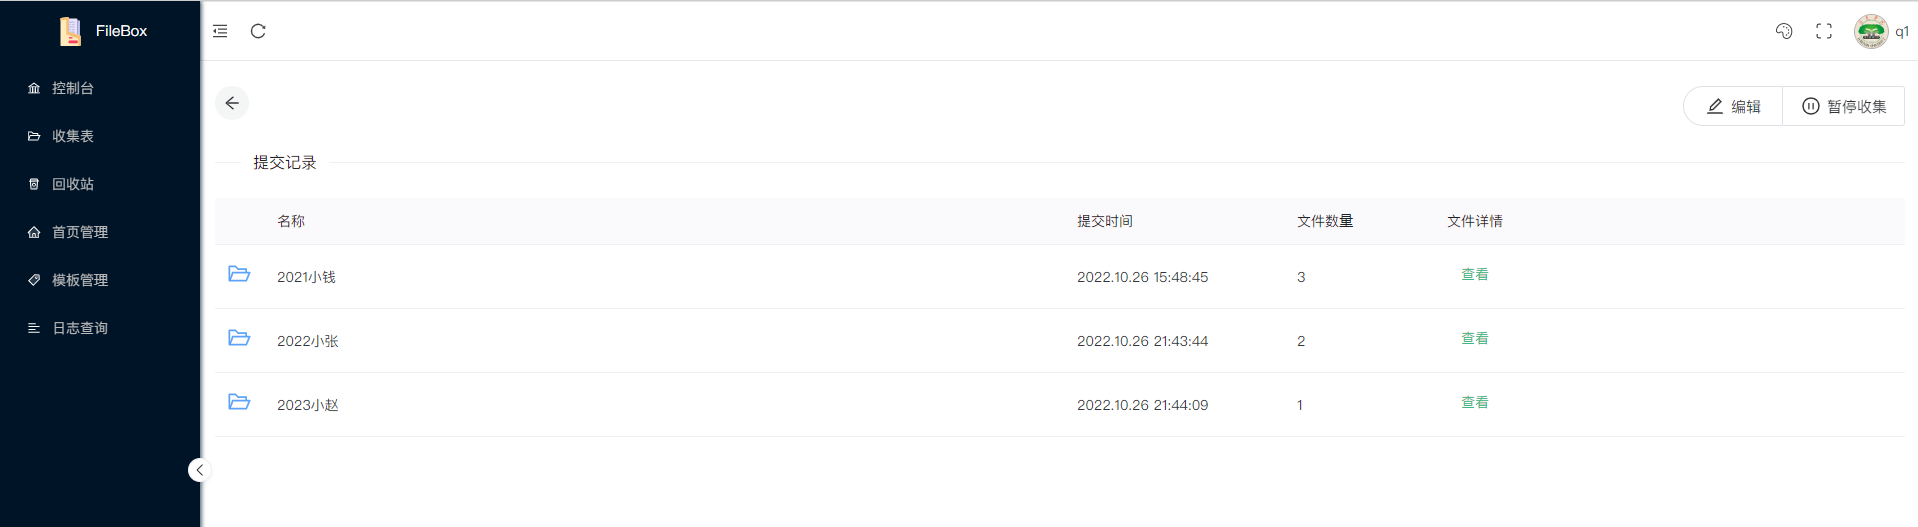 FileBox
q1
控制台
收集表
回收站
首页管理
模板管理
日志查询
编辑
暂停收集
提交记录
名称 提交时间 文件数量 文件详情
2021小钱 2022.10.26 15:48:45 3 查看
2022小张 2022.10.26 21:43:44 2 查看
2023小赵 2022.10.26 21:44:09 1 查看